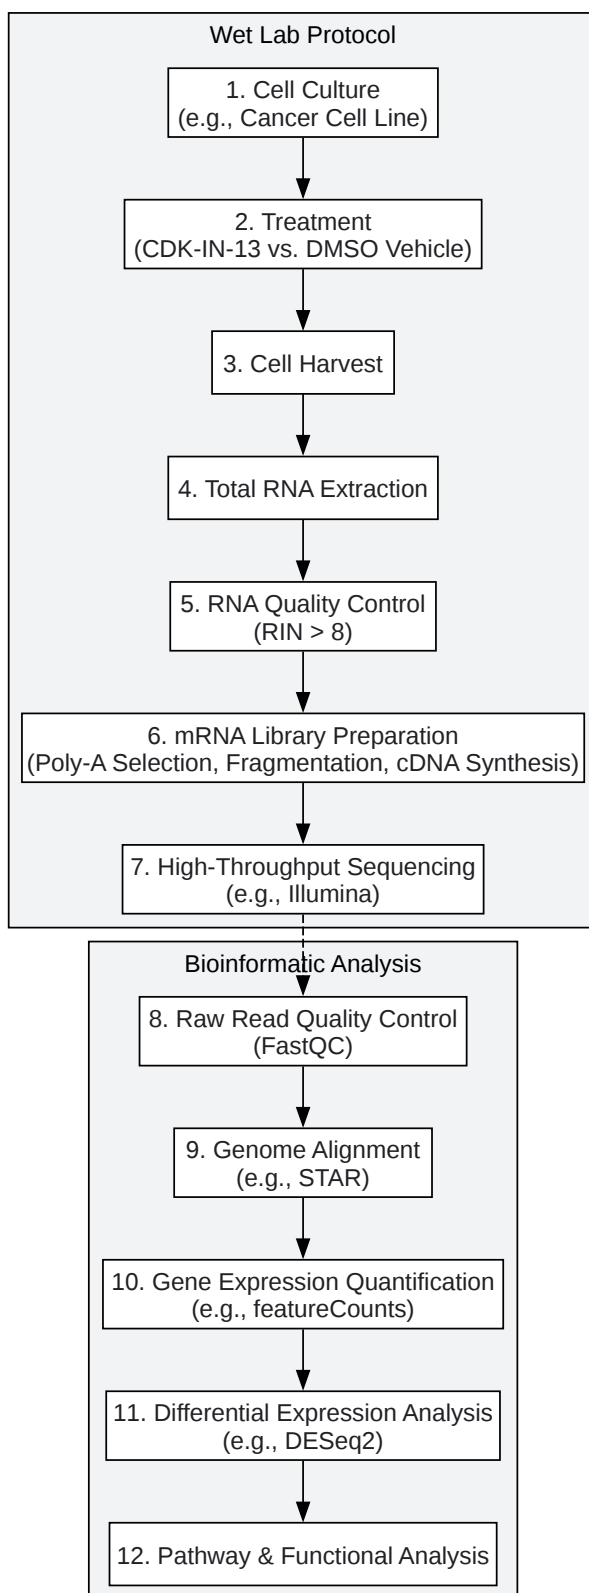 Wet Lab Protocol
1. Cell Culture
(e.g., Cancer Cell Line)
2. Treatment
(CDK-IN-13 vs. DMSO Vehicle)
3. Cell Harvest
4. Total RNA Extraction
5. RNA Quality Control
(RIN > 8)
6. mRNA Library Preparation
(Poly-A Selection, Fragmentation, cDNA Synthesis)
7. High-Throughput Sequencing
(e.g., Illumina)
Bioinformatic Analysis
8. Raw Read Quality Control
(FastQC)
9. Genome Alignment
(e.g., STAR)
10. Gene Expression Quantification
(e.g., featureCounts)
11. Differential Expression Analysis
(e.g., DESeq2)
12. Pathway & Functional Analysis